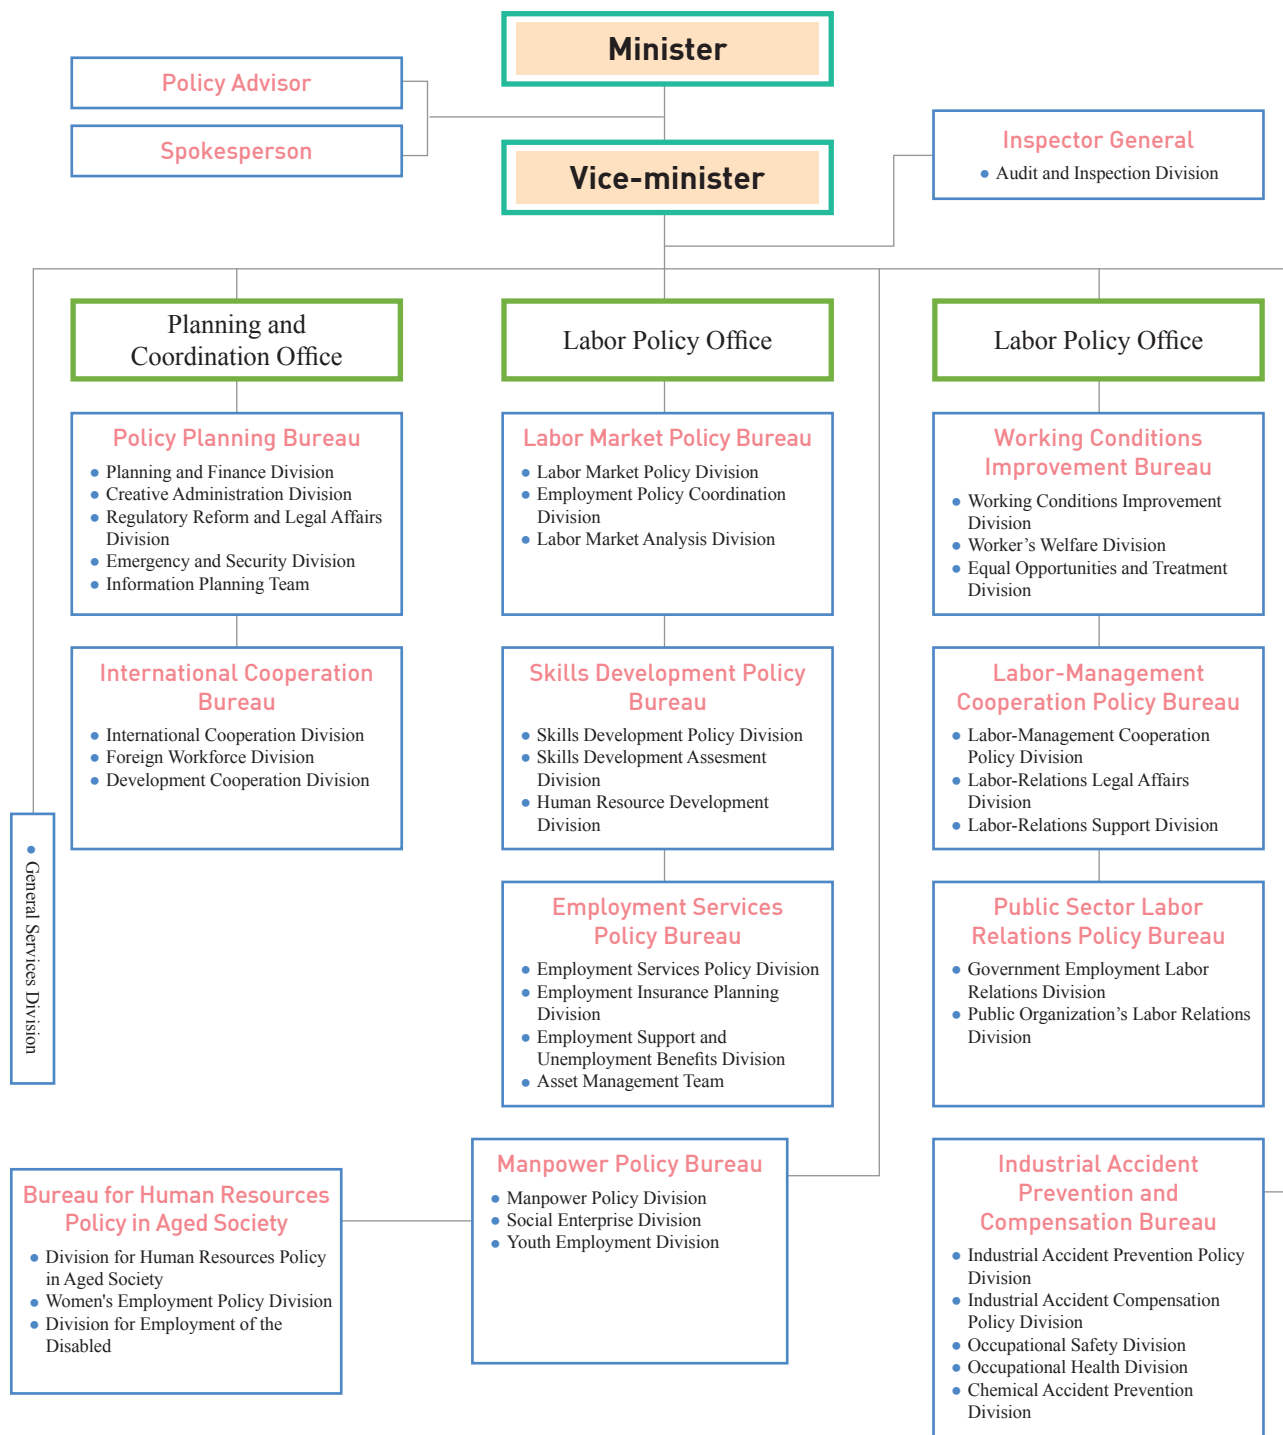 Minister
Policy Advisor
Spokesperson
Vice-minister
Inspector General
Audit and Inspection Division
Planning and
Coordination Office
Labor Policy Office
Labor Policy Office
Policy Planning Bureau
Planning and Finance Division
Creative Administration Division
Regulatory Reform and Legal Affairs
Division
Emergency and Security Division
Information Planning Team
Labor Market Policy Bureau
Labor Market Policy Division
Employment Policy Coordination
Division
Labor Market Analysis Division
Working Conditions
Improvement Bureau
Working Conditions Improvement
Division
Worker's Welfare Division
Equal Opportunities and Treatment
Division
International Cooperation
Bureau
International Cooperation Division
Foreign Workforce Division
Development Cooperation Division
Skills Development Policy
Bureau
Skills Development Policy Division
Skills Development Assesment
Division
Human Resource Development
Division
Labor-Management
Cooperation Policy Bureau
Labor-Management Cooperation
Policy Division
Labor-Relations Legal Affairs
Division
Labor-Relations Support Division
General Services Division
Employment Services
Policy Bureau
Employment Services Policy Division
Employment Insurance Planning
Division
Employment Support and
Unemployment Benefits Division
Asset Management Team
Public Sector Labor
Relations Policy Bureau
Government Employment Labor
Relations Division
Public Organization's Labor Relations
Division
Bureau for Human Resources
Policy in Aged Society
Division for Human Resources Policy
in Aged Society
Women's Employment Policy Division
Division for Employment of the
Disabled
Manpower Policy Bureau
Manpower Policy Division
Social Enterprise Division
Youth Employment Division
Industrial Accident
Prevention and
Compensation Bureau
Industrial Accident Prevention Policy
Division
Industrial Accident Compensation
Policy Division
Occupational Safety Division
Occupational Health Division
Chemical Accident Prevention
Division